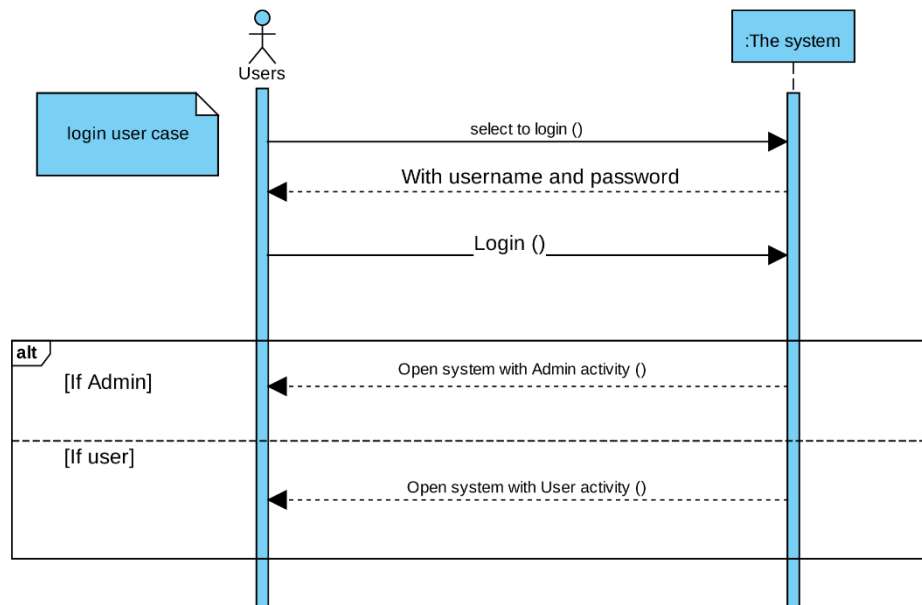 Users
:The system
login user case
select to login ()
With username and password
Login ()
alt
[If Admin]
Open system with Admin activity ()
[If user]
Open system with User activity ()